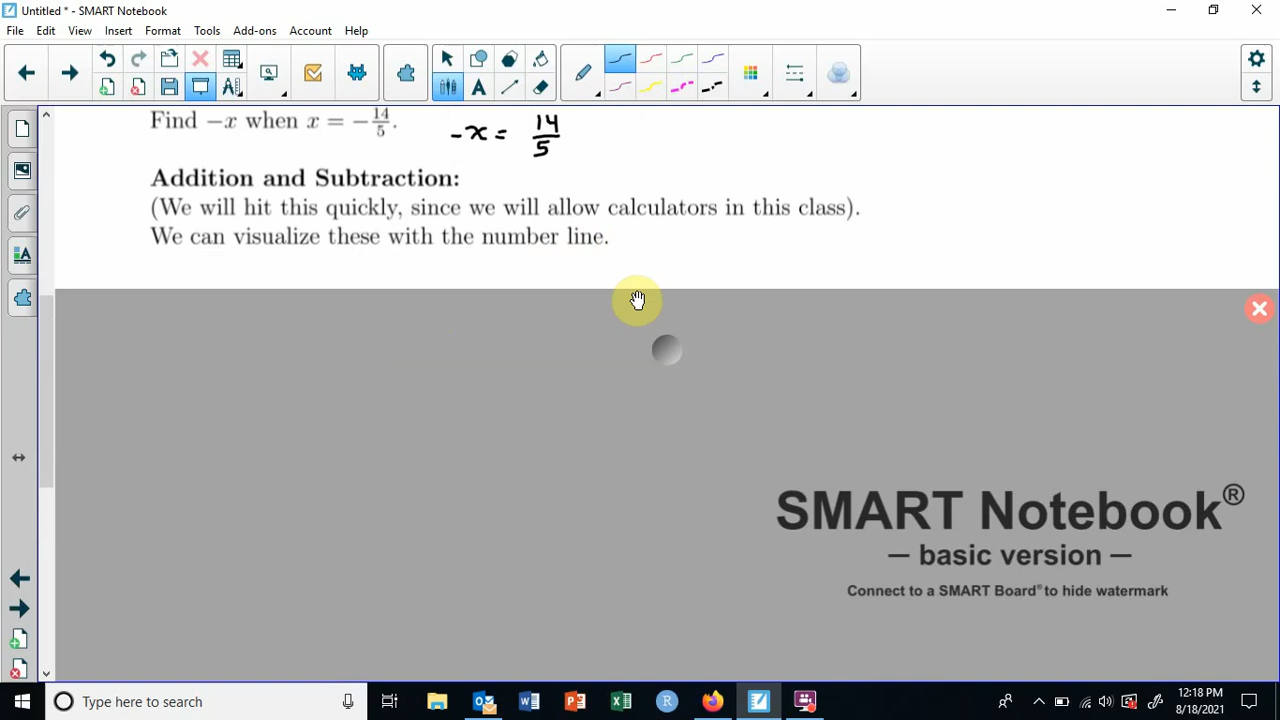 Untitled * - SMART Notebook
File Edit View Insert Format Tools Add-ons Account Help
Find −x when x = −14/5. -x = 14/5
Addition and Subtraction:
(We will hit this quickly, since we will allow calculators in this class).
We can visualize these with the number line.
SMART Notebook®
— basic version —
Connect to a SMART Board® to hide watermark
Type here to search
12:18 PM
8/18/2021